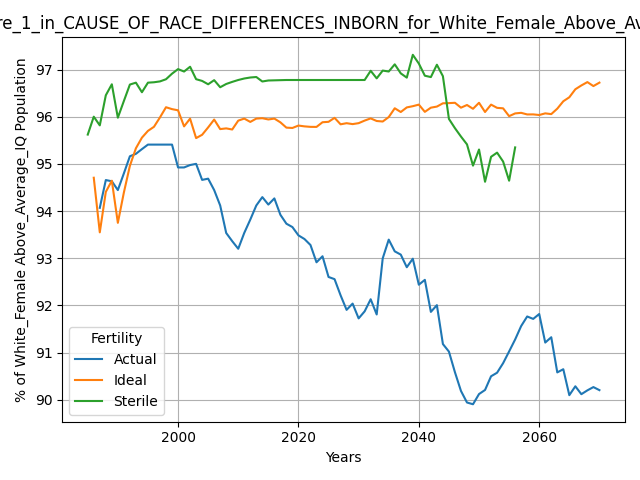 re_1_in_CAUSE_OF_RACE_DIFFERENCES_INBORN_for_White_Female_Above_Av
% of White_Female Above_Average_IQ Population
97
96
95
94
93
92
91
90
Fertility
Actual
Ideal
Sterile
2000
2020
2040
2060
Years